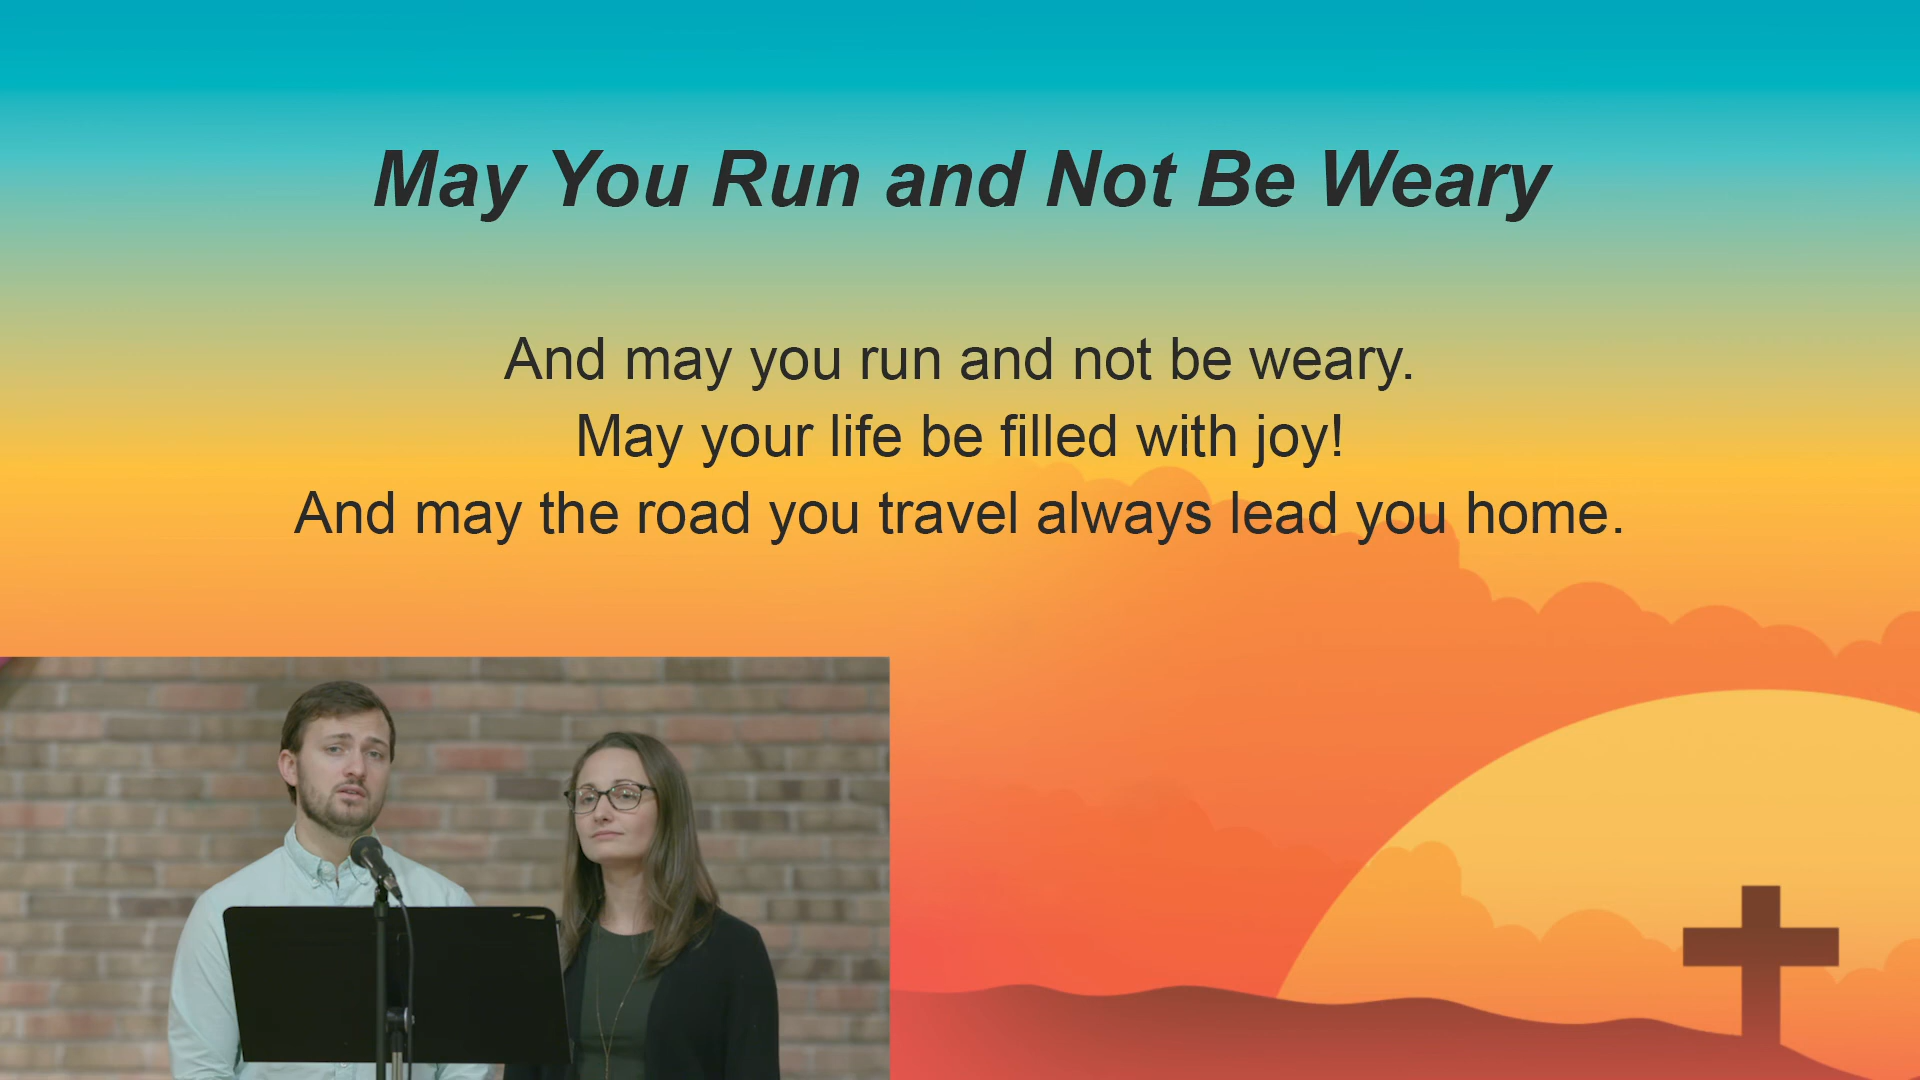 May You Run and Not Be Weary
And may you run and not be weary.
May your life be filled with joy!
And may the road you travel always lead you home.